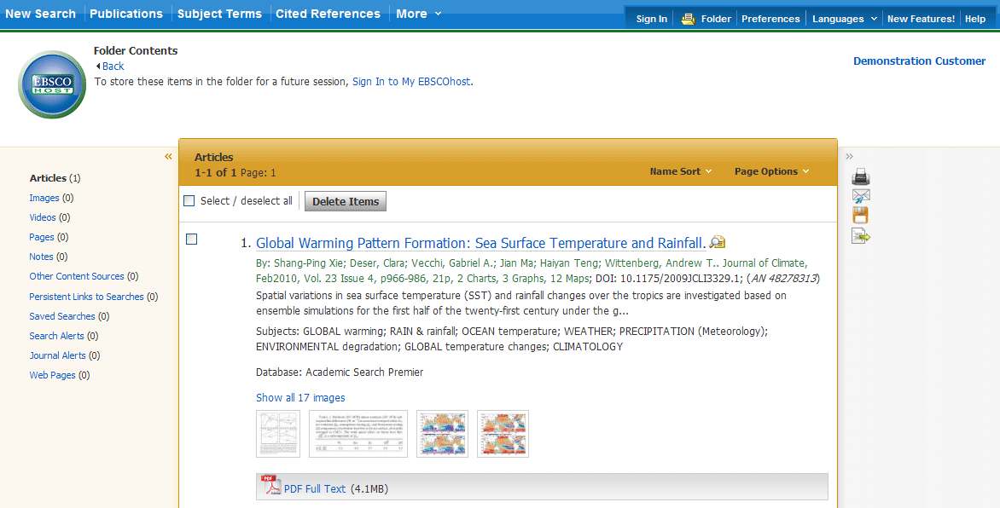 New Search Publications Subject Terms Cited References More
Sign In Folder Preferences Languages New Features! Help
Folder Contents
Back
To store these items in the folder for a future session, Sign In to My EBSCOhost.
EBSCO
HOST
Demonstration Customer
«
Articles (1)
Images (0)
Videos (0)
Pages (0)
Notes (0)
Other Content Sources (0)
Persistent Links to Searches (0)
Saved Searches (0)
Search Alerts (0)
Journal Alerts (0)
Web Pages (0)
Articles
1-1 of 1 Page: 1
Name Sort Page Options
»
Select / deselect all Delete Items
1. Global Warming Pattern Formation: Sea Surface Temperature and Rainfall.
By: Shang-Ping Xie; Deser, Clara; Vecchi, Gabriel A.; Jian Ma; Haiyan Teng; Wittenberg, Andrew T.. Journal of Climate,
Feb2010, Vol. 23 Issue 4, p966-986, 21p, 2 Charts, 3 Graphs, 12 Maps; DOI: 10.1175/2009JCLI3329.1; (AN 48278313)
Spatial variations in sea surface temperature (SST) and rainfall changes over the tropics are investigated based on
ensemble simulations for the first half of the twenty-first century under the g...
Subjects: GLOBAL warming; RAIN & rainfall; OCEAN temperature; WEATHER; PRECIPITATION (Meteorology);
ENVIRONMENTAL degradation; GLOBAL temperature changes; CLIMATOLOGY
Database: Academic Search Premier
Show all 17 images
PDF
PDF Full Text (4.1MB)